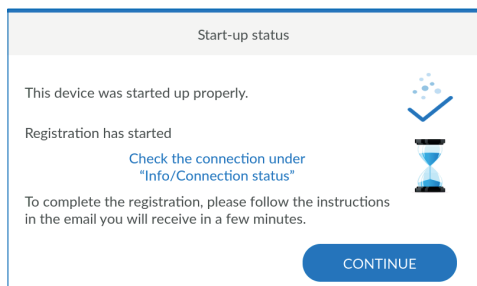 Start-up status
This device was started up properly.
Registration has started
Check the connection under
“Info/Connection status”
To complete the registration, please follow the instructions
in the email you will receive in a few minutes.
CONTINUE